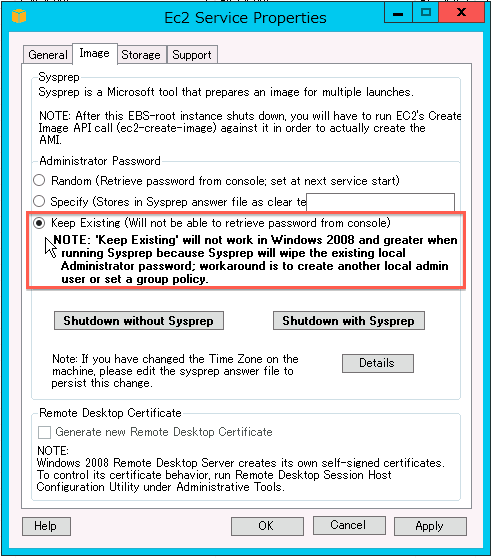 Ec2 Service Properties
General Image Storage Support
Sysprep
Sysprep is a Microsoft tool that prepares an image for multiple launches.
NOTE: After this EBS-root instance shuts down, you will have to run EC2's Create
Image API call (ec2-create-image) against it in order to actually create the
AMI.
Administrator Password
Random (Retrieve password from console; set at next service start)
Specify (Stores in Sysprep answer file as clear te
Keep Existing (Will not be able to retrieve password from console)
NOTE: 'Keep Existing' will not work in Windows 2008 and greater when
running Sysprep because Sysprep will wipe the existing local
Administrator password; workaround is to create another local admin
user or set a group policy.
Shutdown without Sysprep Shutdown with Sysprep
Note: If you have changed the Time Zone on the
machine, please edit the sysprep answer file to
persist this change.
Details
Remote Desktop Certificate
Generate new Remote Desktop Certificate
NOTE:
Windows 2008 Remote Desktop Server creates its own self-signed certificates.
To control its certificate behavior, run Remote Desktop Session Host
Configuration Utility under Administrative Tools.
Help OK Cancel Apply